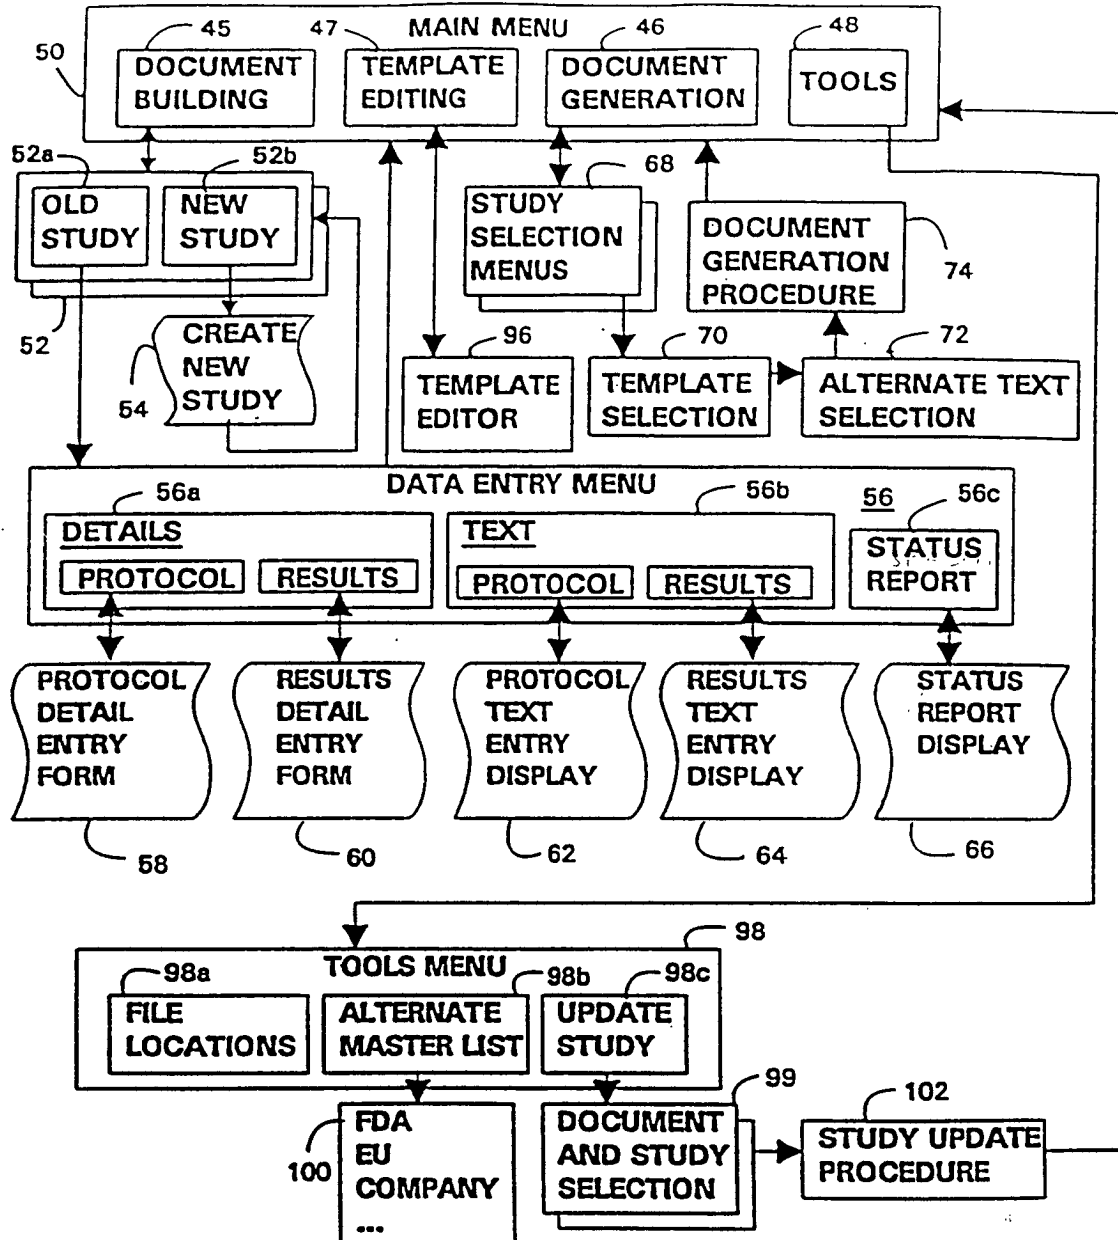 MAIN MENU
50
45
47
46
48
DOCUMENT
BUILDING
TEMPLATE
EDITING
DOCUMENT
GENERATION
TOOLS
52a
52b
68
OLD
STUDY
NEW
STUDY
STUDY
SELECTION
MENUS
DOCUMENT
GENERATION
PROCEDURE
74
52
CREATE
NEW
STUDY
54
96
70
72
TEMPLATE
EDITOR
TEMPLATE
SELECTION
ALTERNATE TEXT
SELECTION
DATA ENTRY MENU
56a
56b
56
56c
DETAILS
PROTOCOL
RESULTS
TEXT
PROTOCOL
RESULTS
STATUS
REPORT
PROTOCOL
DETAIL
ENTRY
FORM
RESULTS
DETAIL
ENTRY
FORM
PROTOCOL
TEXT
ENTRY
DISPLAY
RESULTS
TEXT
ENTRY
DISPLAY
STATUS
REPORT
DISPLAY
58
60
62
64
66
98
TOOLS MENU
98a
98b
98c
FILE
LOCATIONS
ALTERNATE
MASTER LIST
UPDATE
STUDY
99
100
FDA
EU
COMPANY
...
DOCUMENT
AND STUDY
SELECTION
102
STUDY UPDATE
PROCEDURE